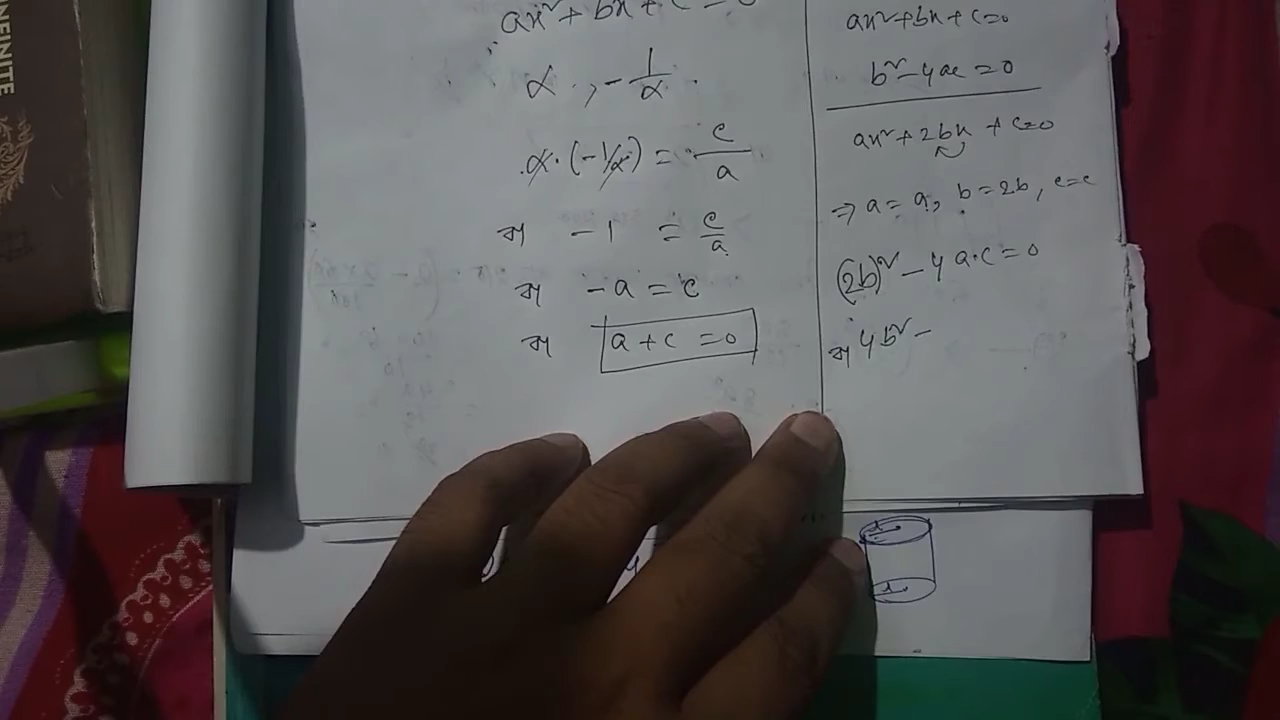 NFINITE
ax² + bx + c = 0
α , - 1/α .
α · (-1/α) = c/a
বা -1 = c/a
বা -a = c
বা a + c = 0
ax²+bx+c=0
b²-4ac=0
ax²+2bx+c=0
⇒ a=a, b=2b, c=c
(2b)² - 4a·c = 0
বা 4b² -